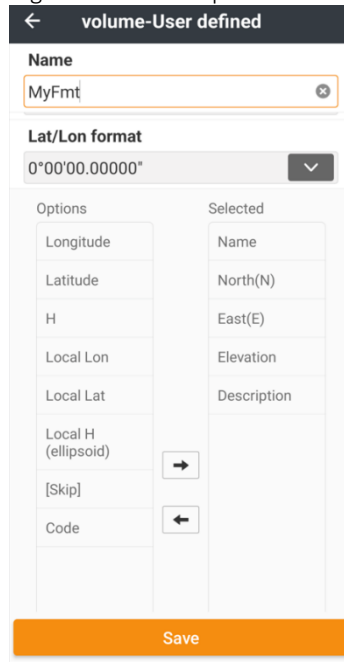 volume-User defined
Name
MyFmt
Lat/Lon format
0°00'00.00000"
Options
Selected
Longitude
Name
Latitude
North(N)
H
East(E)
Local Lon
Elevation
Local Lat
Description
Local H
(ellipsoid)
[Skip]
Code
Save